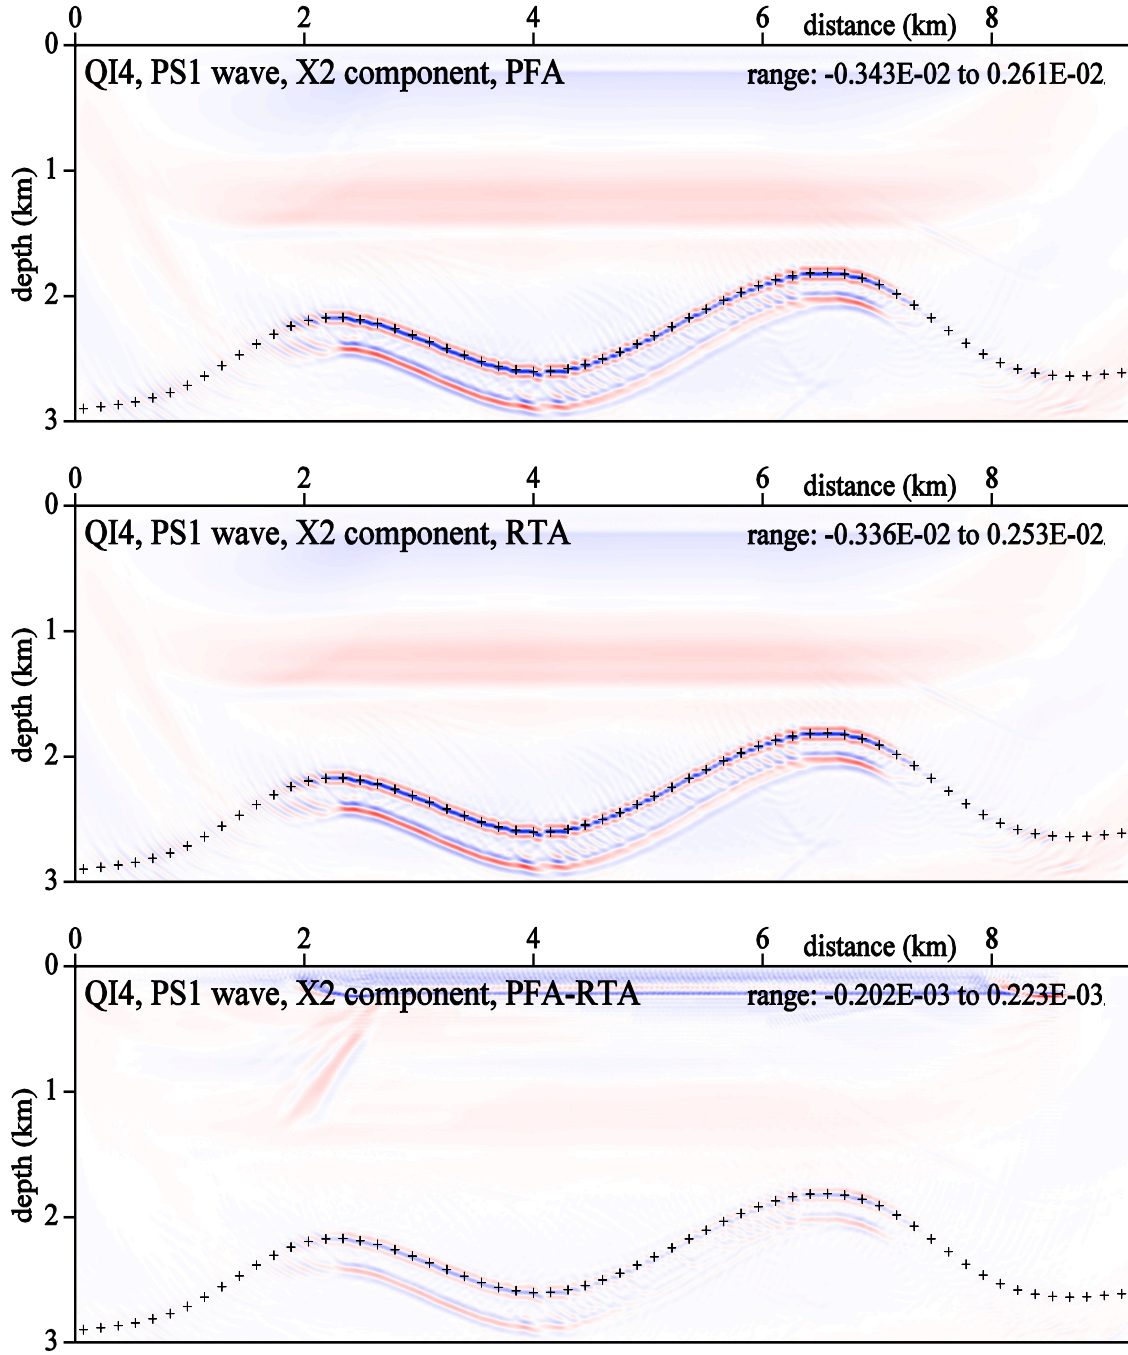 0 2 4 6 distance (km) 8
0
QI4, PS1 wave, X2 component, PFA range: -0.343E-02 to 0.261E-02.
1
depth (km)
2
3
0 2 4 6 distance (km) 8
0
QI4, PS1 wave, X2 component, RTA range: -0.336E-02 to 0.253E-02.
1
depth (km)
2
3
0 2 4 6 distance (km) 8
0
QI4, PS1 wave, X2 component, PFA-RTA range: -0.202E-03 to 0.223E-03.
1
depth (km)
2
3